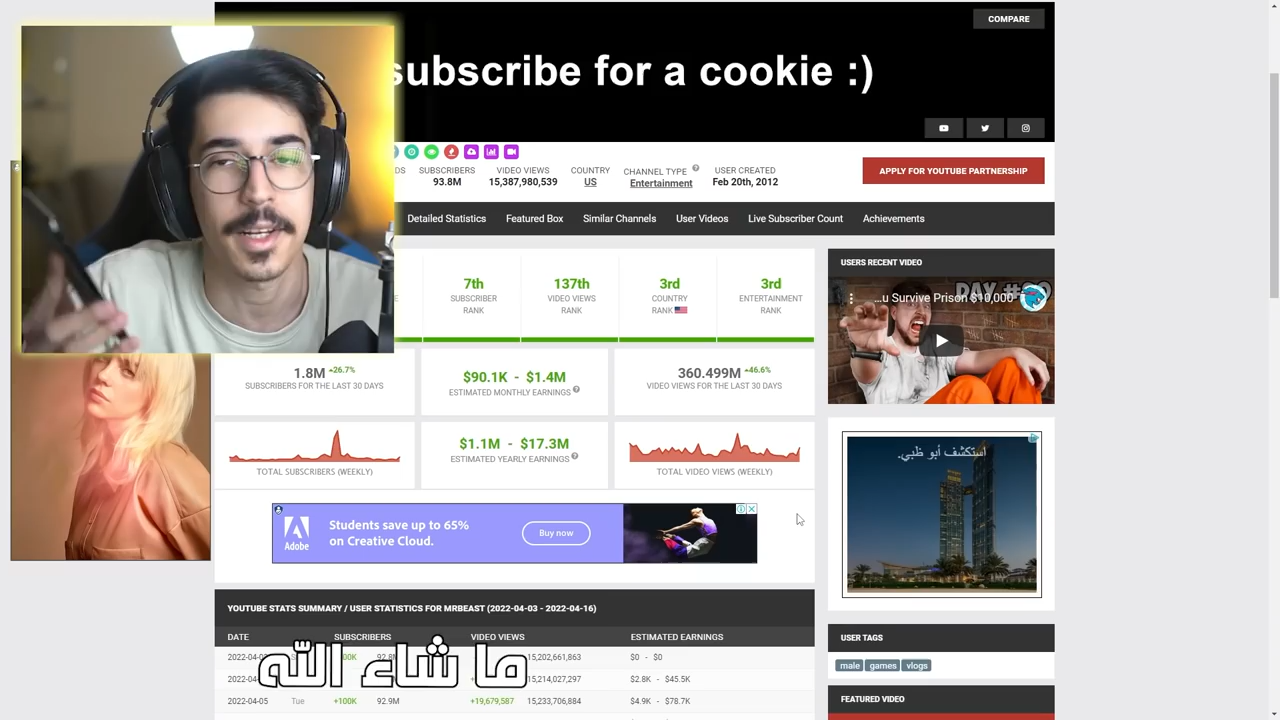 COMPARE
subscribe for a cookie :)
SUBSCRIBERS
93.8M
VIDEO VIEWS
15,387,980,539
COUNTRY
US
CHANNEL TYPE
Entertainment
USER CREATED
Feb 20th, 2012
APPLY FOR YOUTUBE PARTNERSHIP
Detailed Statistics
Featured Box
Similar Channels
User Videos
Live Subscriber Count
Achievements
7th
SUBSCRIBER
RANK
137th
VIDEO VIEWS
RANK
3rd
COUNTRY
RANK
3rd
ENTERTAINMENT
RANK
1.8M 26.7%
SUBSCRIBERS FOR THE LAST 30 DAYS
$90.1K - $1.4M
ESTIMATED MONTHLY EARNINGS
360.499M 46.6%
VIDEO VIEWS FOR THE LAST 30 DAYS
TOTAL SUBSCRIBERS (WEEKLY)
$1.1M - $17.3M
ESTIMATED YEARLY EARNINGS
TOTAL VIDEO VIEWS (WEEKLY)
Adobe
Students save up to 65%
on Creative Cloud.
Buy now
USERS RECENT VIDEO
...u Survive Prison $10,000
DAY
استكشف أبو ظبي.
YOUTUBE STATS SUMMARY / USER STATISTICS FOR MRBEAST (2022-04-03 - 2022-04-16)
DATE SUBSCRIBERS VIDEO VIEWS ESTIMATED EARNINGS
15,202,661,863 $0 - $0
15,214,027,297 $2.8K - $45.5K
2022-04-05 Tue +100K 92.9M +19,679,587 15,233,706,884 $4.9K - $78.7K
ما شاء الله
USER TAGS
male games vlogs
FEATURED VIDEO